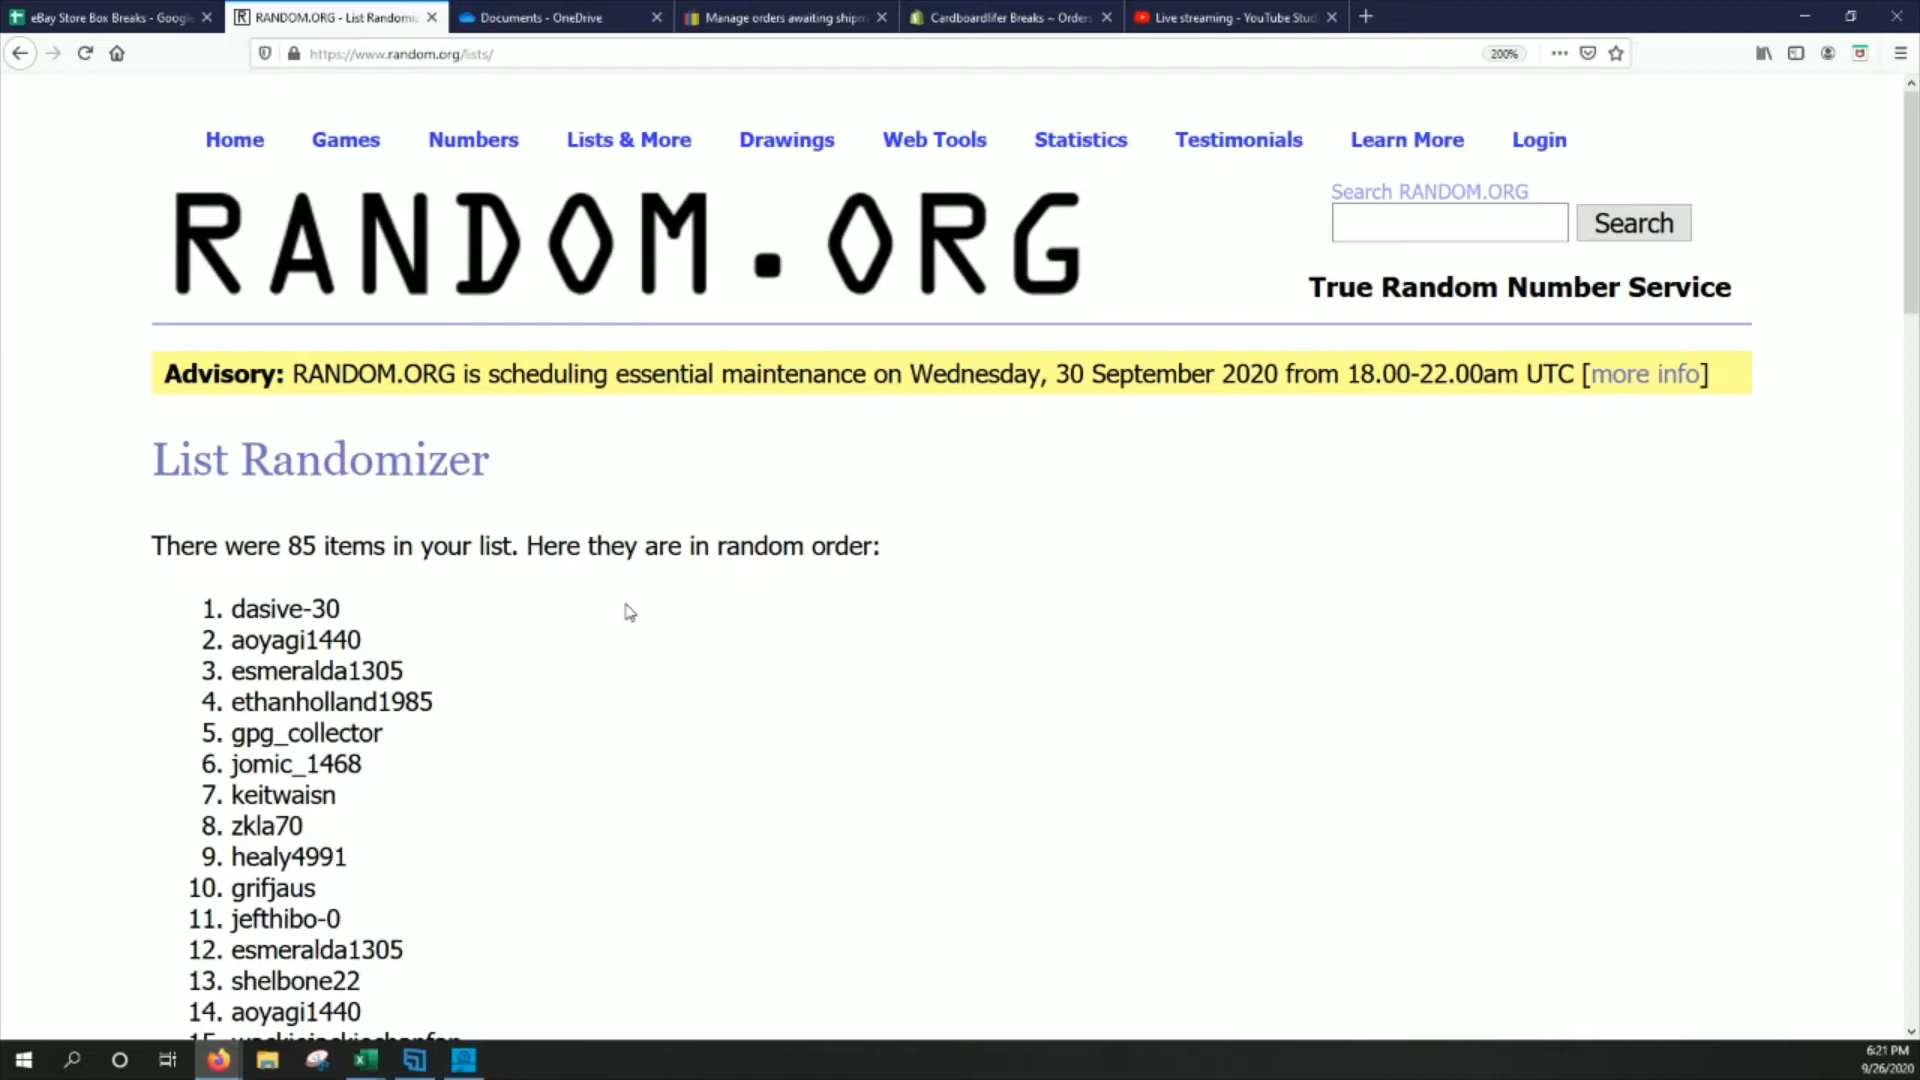 eBay Store Box Breaks - Google
RANDOM.ORG - List Randomiz
Documents - OneDrive
Manage orders awaiting shipm
Cardboardlifer Breaks ~ Orders
Live streaming - YouTube Studi
https://www.random.org/lists/
200%
Home Games Numbers Lists & More Drawings Web Tools Statistics Testimonials Learn More Login
RANDOM.ORG
Search RANDOM.ORG
Search
True Random Number Service
Advisory: RANDOM.ORG is scheduling essential maintenance on Wednesday, 30 September 2020 from 18.00-22.00am UTC [more info]
List Randomizer
There were 85 items in your list. Here they are in random order:
1. dasive-30
2. aoyagi1440
3. esmeralda1305
4. ethanholland1985
5. gpg_collector
6. jomic_1468
7. keitwaisn
8. zkla70
9. healy4991
10. grifjaus
11. jefthibo-0
12. esmeralda1305
13. shelbone22
14. aoyagi1440
6:21 PM
9/26/2020